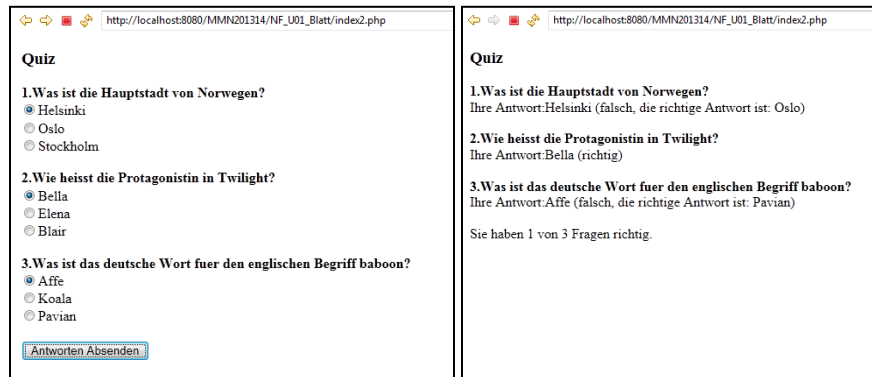 http://localhost:8080/MMN201314/NF_U01_Blatt/index2.php
Quiz
1.Was ist die Hauptstadt von Norwegen?
Helsinki
Oslo
Stockholm
2.Wie heisst die Protagonistin in Twilight?
Bella
Elena
Blair
3.Was ist das deutsche Wort fuer den englischen Begriff baboon?
Affe
Koala
Pavian
Antworten Absenden
http://localhost:8080/MMN201314/NF_U01_Blatt/index2.php
Quiz
1.Was ist die Hauptstadt von Norwegen?
Ihre Antwort:Helsinki (falsch, die richtige Antwort ist: Oslo)
2.Wie heisst die Protagonistin in Twilight?
Ihre Antwort:Bella (richtig)
3.Was ist das deutsche Wort fuer den englischen Begriff baboon?
Ihre Antwort:Affe (falsch, die richtige Antwort ist: Pavian)
Sie haben 1 von 3 Fragen richtig.